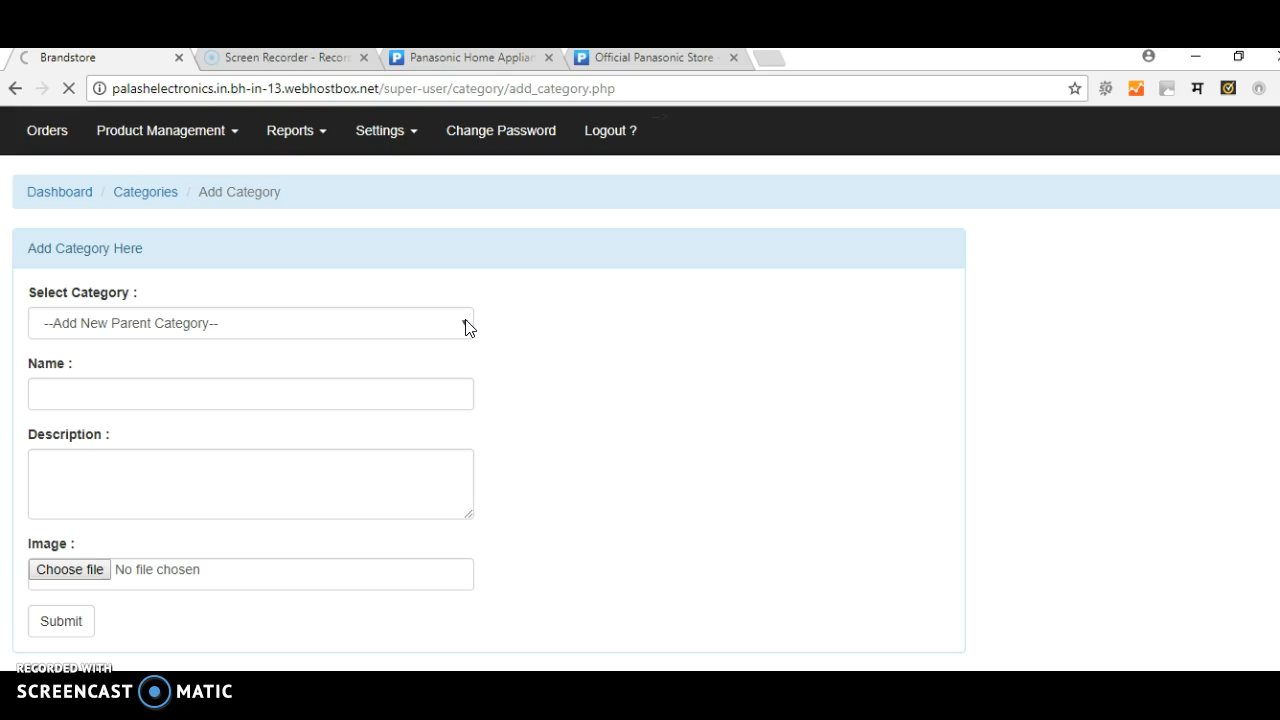 Brandstore
Screen Recorder - Recor
Panasonic Home Applian
Official Panasonic Store -
palashelectronics.in.bh-in-13.webhostbox.net/super-user/category/add_category.php
म
Orders Product Management Reports Settings Change Password Logout ?
Dashboard / Categories / Add Category
Add Category Here
Select Category :
--Add New Parent Category--
Name :
Description :
Image :
Choose file No file chosen
Submit
RECORDED WITH
SCREENCAST MATIC